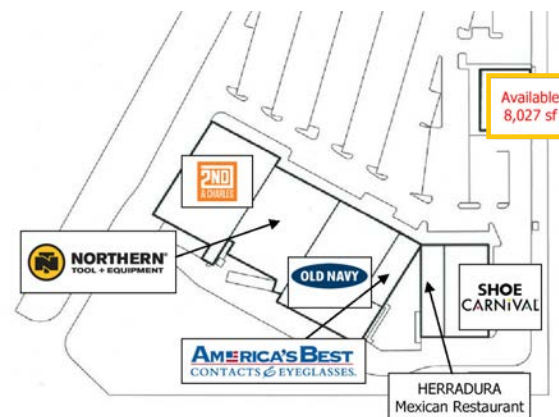 Available
8,027 sf
2ND
& CHARLES
NORTHERN®
TOOL + EQUIPMENT
OLD NAVY
SHOE
CARNIVAL
AMERICA'S BEST
CONTACTS & EYEGLASSES.
HERRADURA
Mexican Restaurant